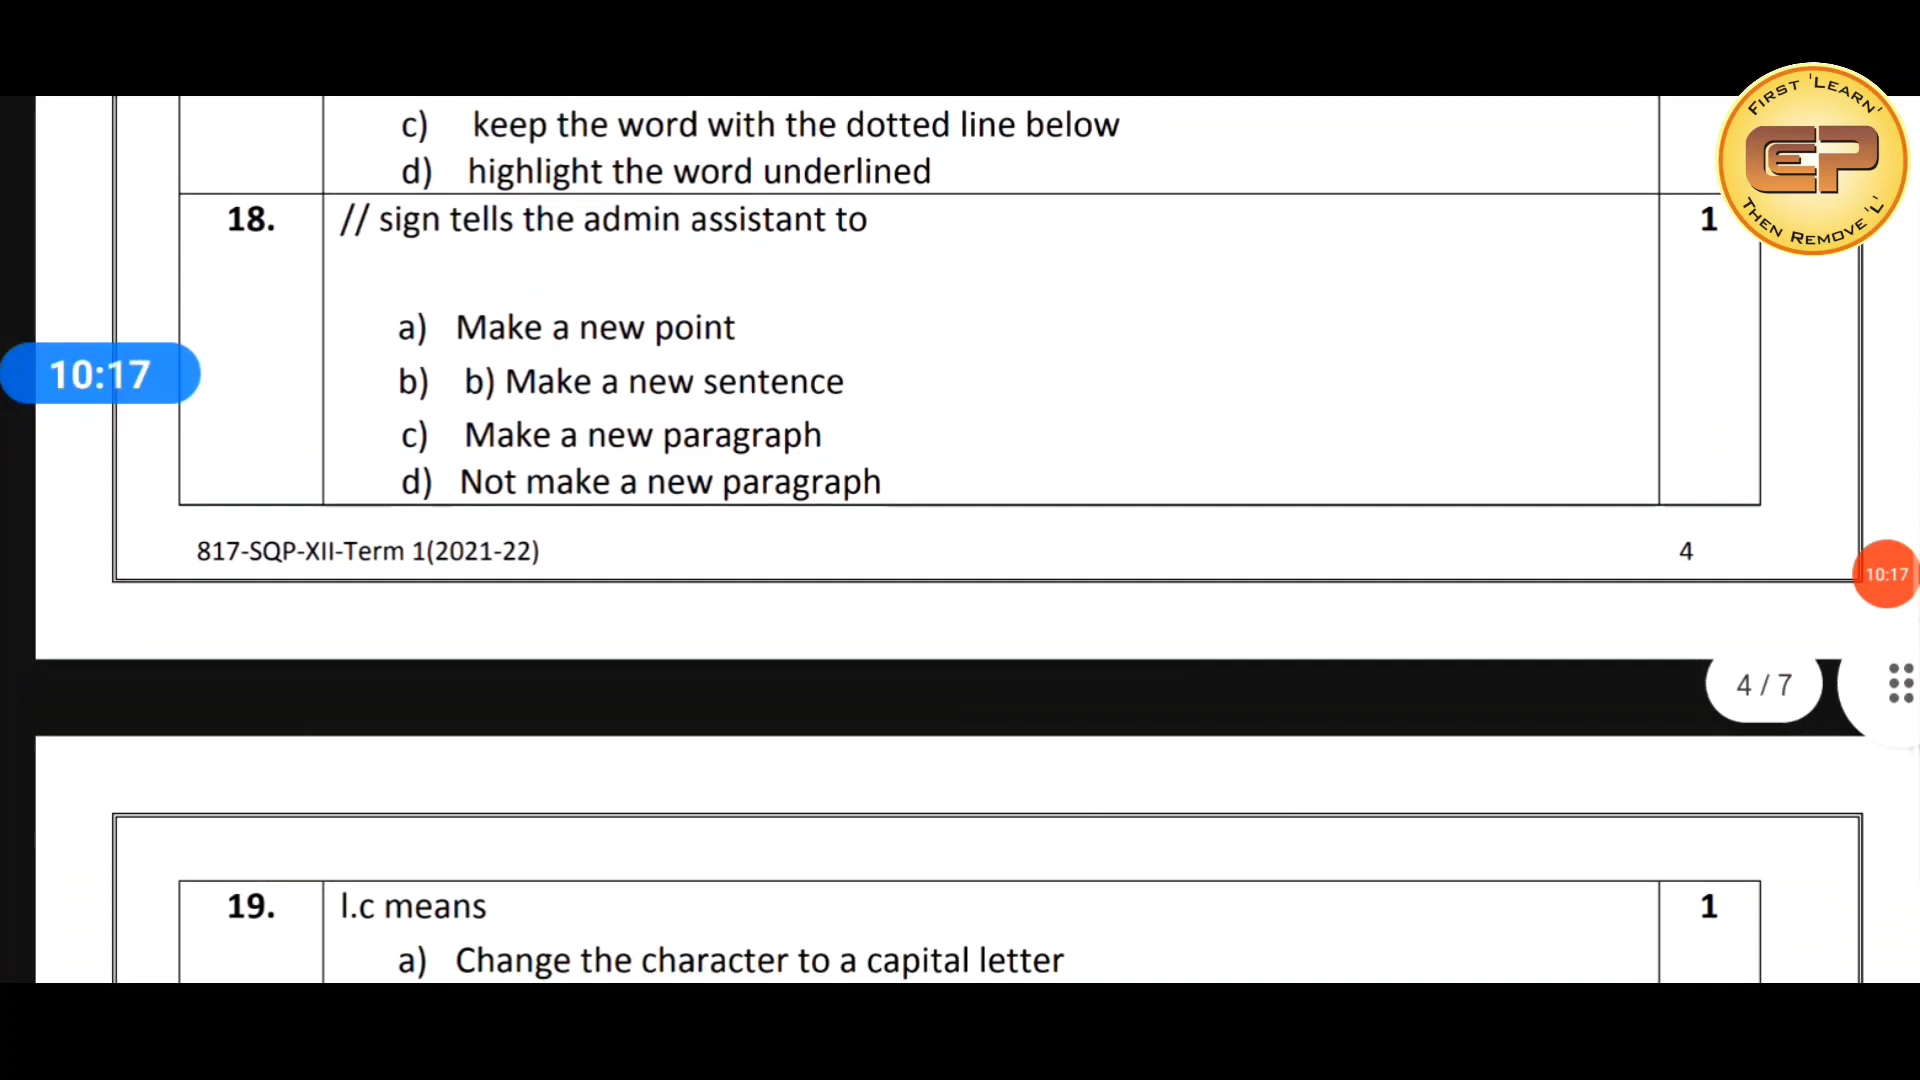 c) keep the word with the dotted line below
d) highlight the word underlined
18. // sign tells the admin assistant to 1
a) Make a new point
b) b) Make a new sentence
c) Make a new paragraph
d) Not make a new paragraph
817-SQP-XII-Term 1(2021-22) 4
4 / 7
19. l.c means 1
a) Change the character to a capital letter
10:17
10:17
FIRST 'LEARN'
CEP
THEN REMOVE 'L'